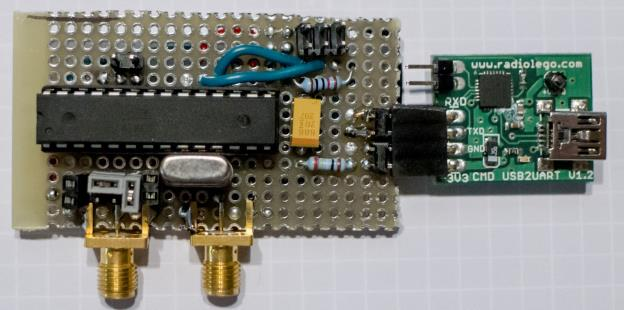 www.radiolego.com
RXD
TXD
GND
3V3 CMD USB2UART V1.2